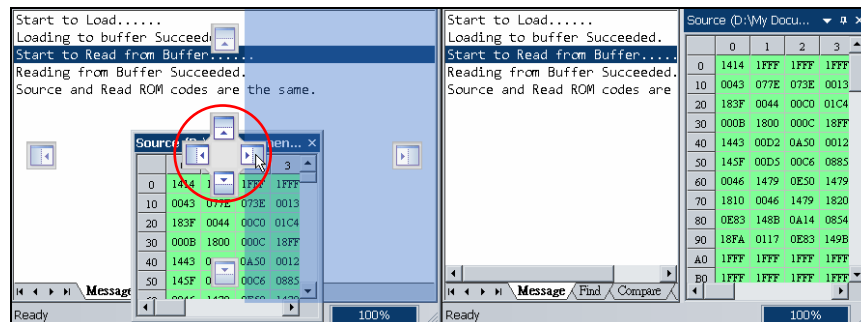 Start to Load......
Loading to buffer Succeed
Start to Read from Buffer......
Reading from Buffer Succeeded.
Source and Read ROM codes are the same.
Source
en... ×
3
0 1414 1FFF 1FFF
10 0043 077E 073E 0013
20 183F 0044 00C0 01C4
30 000B 1800 000C 18FF
40 1443 0A50 0012
50 145F 00C6 0885
Message
Ready
100%
Start to Load......
Loading to buffer Succeeded.
Start to Read from Buffer.....
Reading from Buffer Succeeded.
Source and Read ROM codes are
Message Find Compare
Ready
Source (D:\My Docu...
0 1 2 3
0 1414 1FFF 1FFF 1FFF
10 0043 077E 073E 0013
20 183F 0044 00C0 01C4
30 000B 1800 000C 18FF
40 1443 00D2 0A50 0012
50 145F 00D5 00C6 0885
60 0046 1479 0E50 1479
70 1810 0046 1479 1820
80 0E83 148B 0A14 0854
90 18FA 0117 0E83 149B
A0 1FFF 1FFF 1FFF 1FFF
B0 1FFF 1FFF 1FFF 1FFF
100%